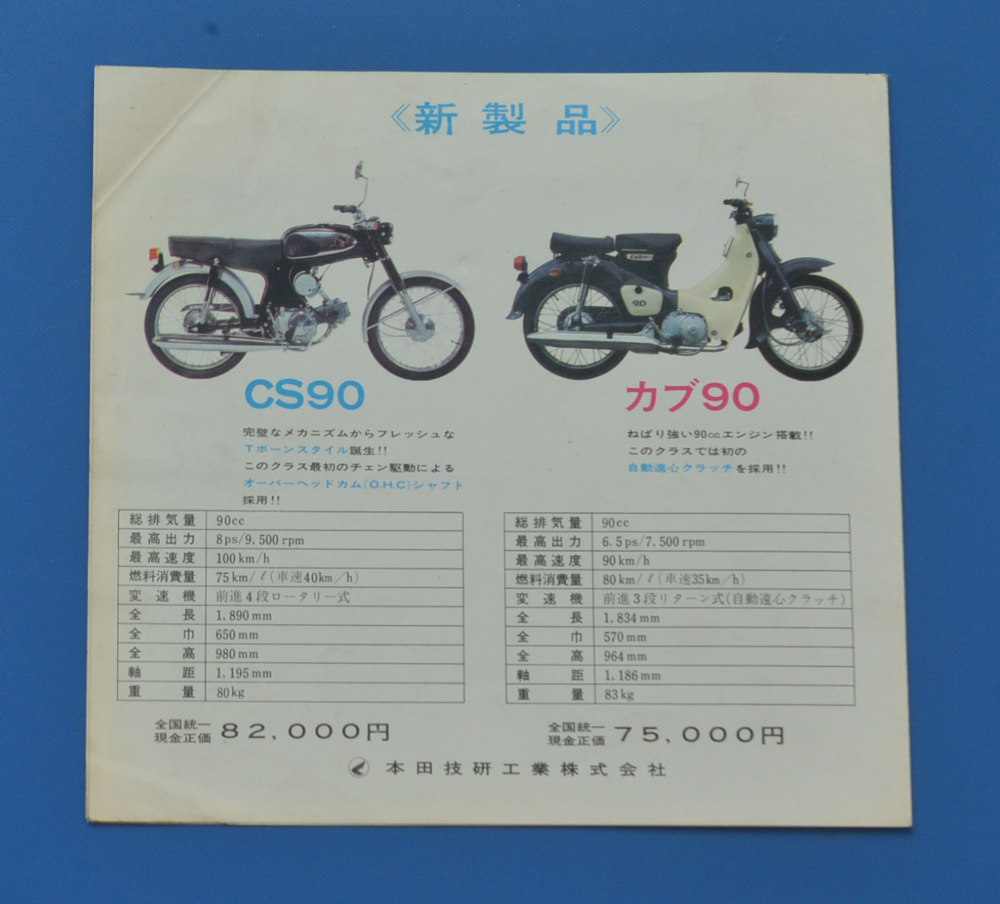 《新製品》
90
CS90
完璧なメカニズムからフレッシュな
Tボーンスタイル誕生!!
このクラス最初のチェン駆動による
オーバーヘッドカム(O.H.C)シャフト
採用!!
総排気量 90cc
最高出力 8ps/9,500rpm
最高速度 100km/h
燃料消費量 75km/ℓ(車速40km/h)
変速機 前進4段ロータリー式
全長 1,890mm
全巾 650mm
全高 980mm
軸距 1,195mm
重量 80kg
全国統一
現金正価 82,000円
カブ90
ねばり強い90ccエンジン搭載!!
このクラスでは初の
自動遠心クラッチを採用!!
総排気量 90cc
最高出力 6.5ps/7,500rpm
最高速度 90km/h
燃料消費量 80km/ℓ(車速35km/h)
変速機 前進3段リターン式(自動遠心クラッチ)
全長 1,834mm
全巾 570mm
全高 964mm
軸距 1,186mm
重量 83kg
全国統一
現金正価 75,000円
本田技研工業株式会社